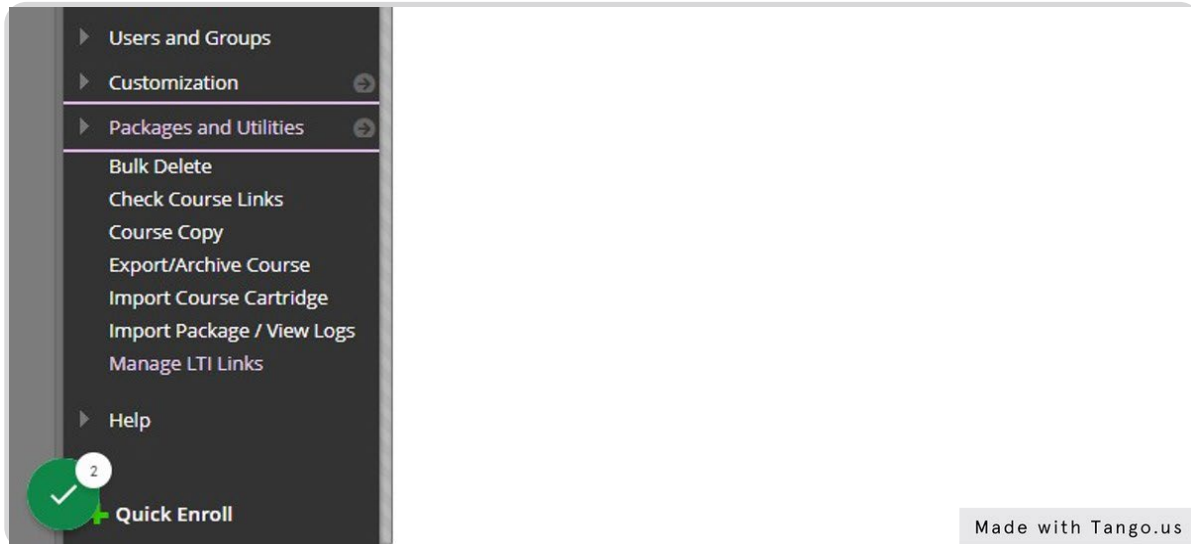 Users and Groups
Customization
Packages and Utilities
Bulk Delete
Check Course Links
Course Copy
Export/Archive Course
Import Course Cartridge
Import Package / View Logs
Manage LTI Links
Help
2
Quick Enroll
Made with Tango.us